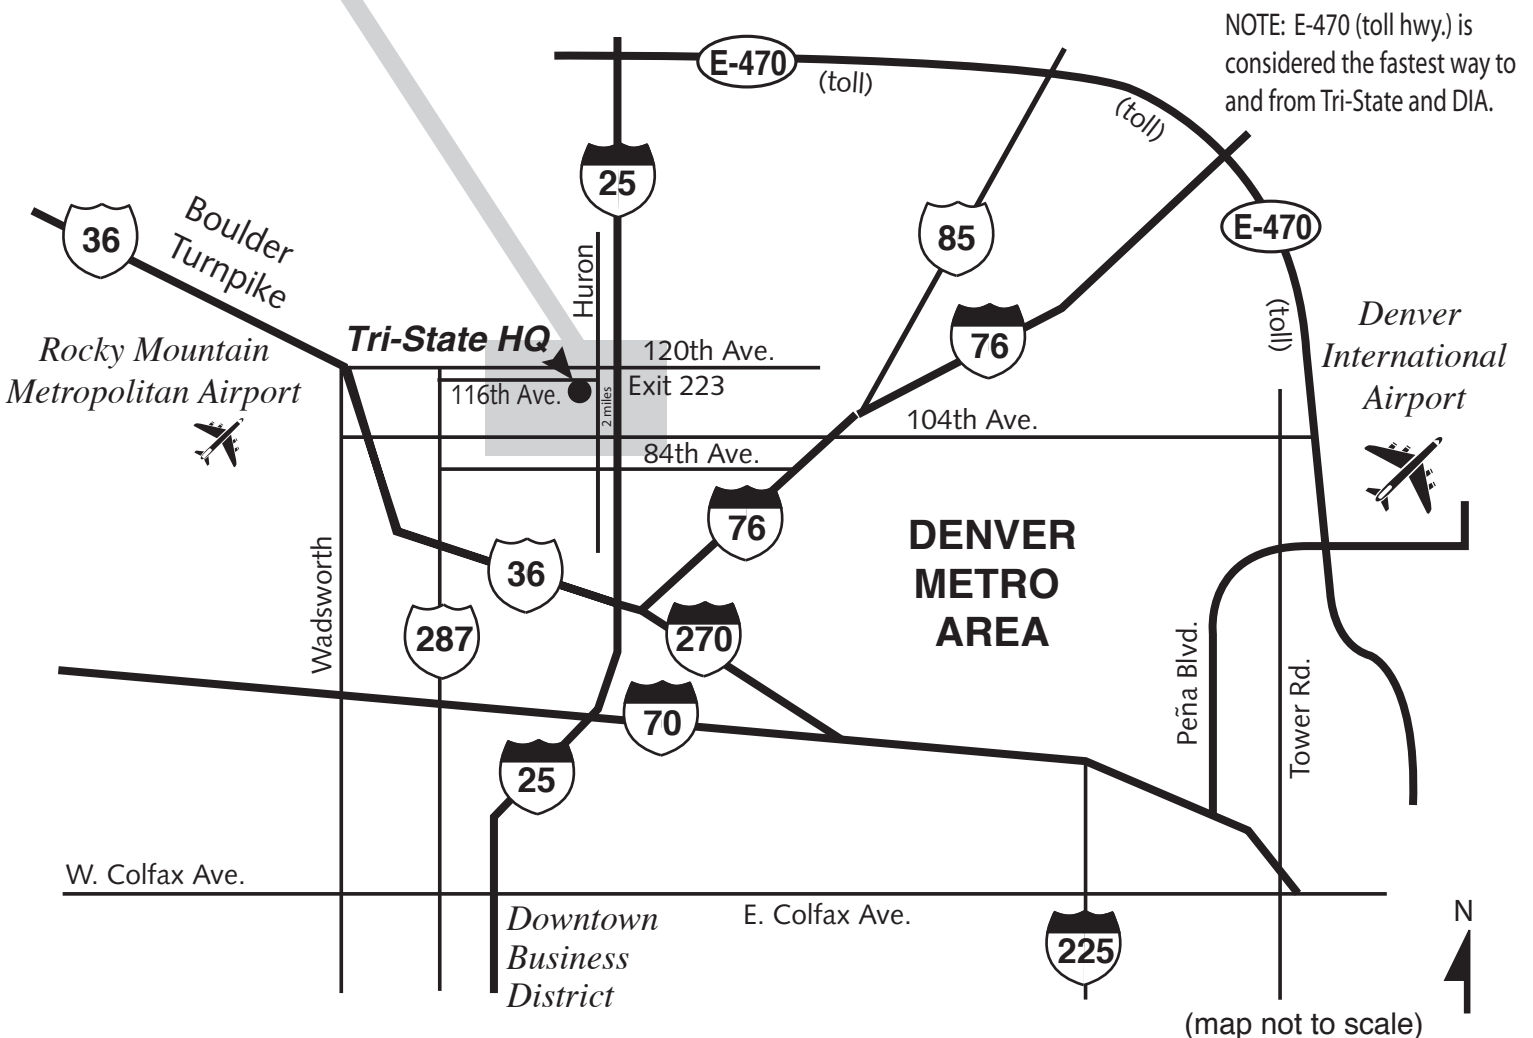 NOTE: E-470 (toll hwy.) is
considered the fastest way to
and from Tri-State and DIA.
E-470
(toll)
(toll)
25
85
E-470
(toll)
36
Boulder
Turnpike
Huron
76
Tri-State HQ
Rocky Mountain
Metropolitan Airport
Denver
International
Airport
120th Ave.
Exit 223
116th Ave.
2 miles
104th Ave.
84th Ave.
76
DENVER
METRO
AREA
36
Wadsworth
287
270
70
25
Peña Blvd.
Tower Rd.
W. Colfax Ave.
E. Colfax Ave.
Downtown
Business
District
225
N
(map not to scale)